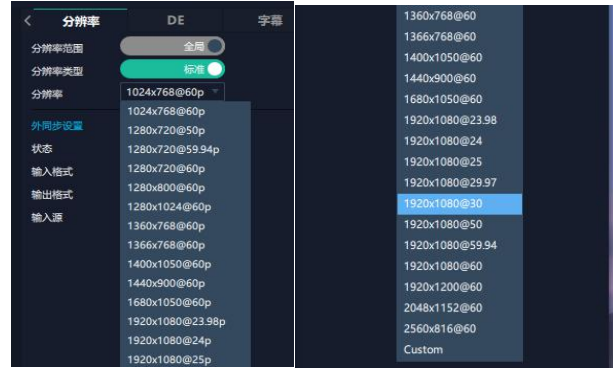 分辨率 DE 字幕
分辨率范围 全局
分辨率类型 标准
分辨率 1024x768@60p
1024x768@60p
外同步设置 1280x720@50p
状态 1280x720@59.94p
输入格式 1280x720@60p
输出格式 1280x800@60p
输入源 1280x1024@60p
1360x768@60p
1366x768@60p
1400x1050@60p
1440x900@60p
1680x1050@60p
1920x1080@23.98p
1920x1080@24p
1920x1080@25p
1360x768@60
1366x768@60
1400x1050@60
1440x900@60
1680x1050@60
1920x1080@23.98
1920x1080@24
1920x1080@25
1920x1080@29.97
1920x1080@30
1920x1080@50
1920x1080@59.94
1920x1080@60
1920x1200@60
2048x1152@60
2560x816@60
Custom